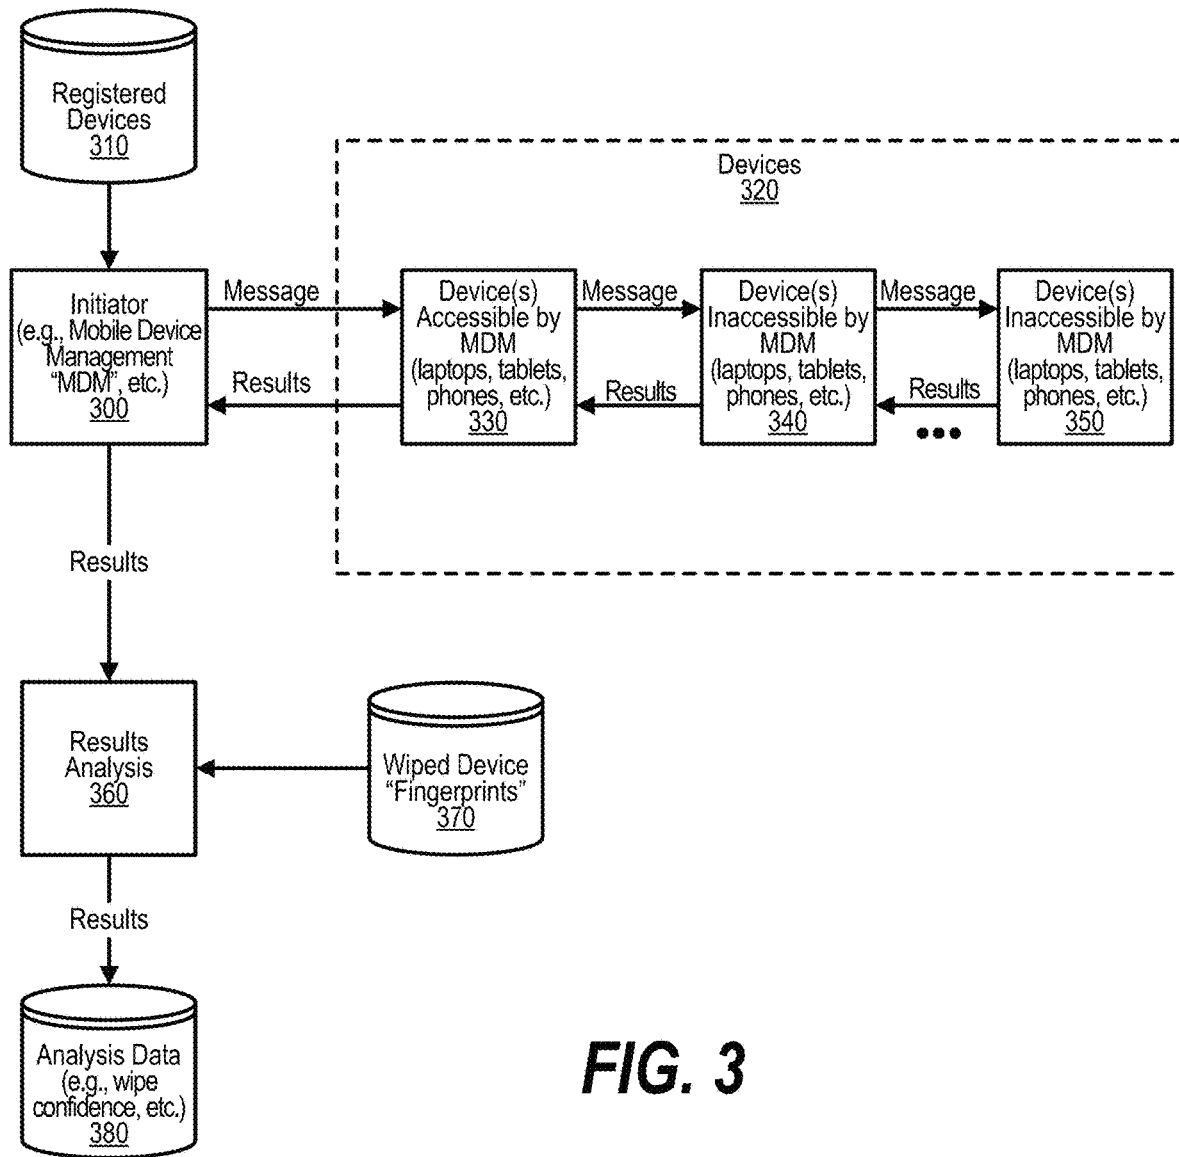 Registered
Devices
310
Devices
320
Initiator
(e.g., Mobile Device
Management
“MDM”, etc.)
300
Message
Results
Device(s)
Accessible by
MDM
(laptops, tablets,
phones, etc.)
330
Message
Results
Device(s)
Inaccessible by
MDM
(laptops, tablets,
phones, etc.)
340
Message
Results
Device(s)
Inaccessible by
MDM
(laptops, tablets,
phones, etc.)
350
Results
Results
Analysis
360
Wiped Device
“Fingerprints”
370
Results
Analysis Data
(e.g., wipe
confidence, etc.)
380
FIG. 3